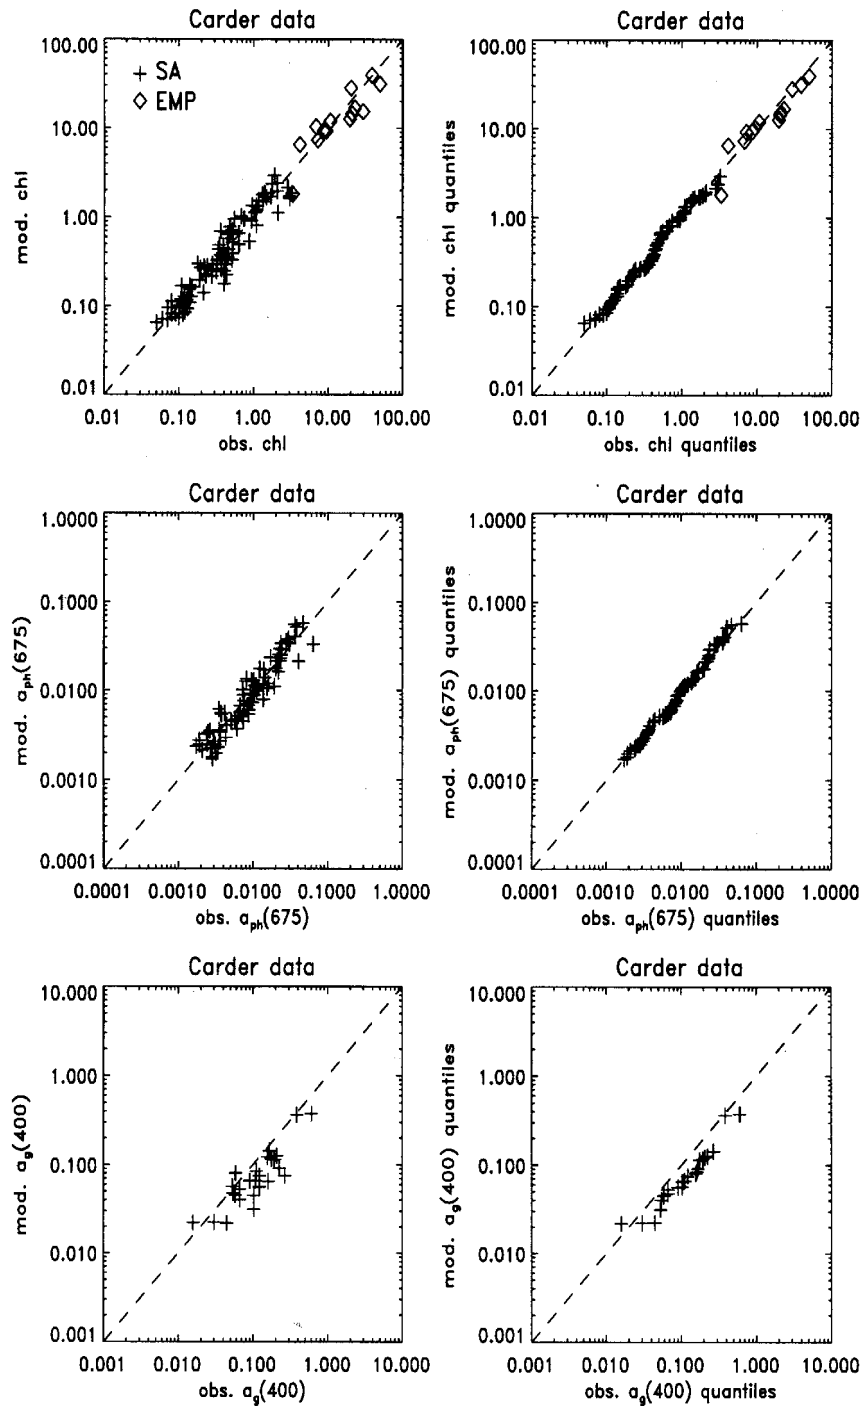 Carder data
100.00
10.00
1.00
0.10
0.01
mod. chl
+ SA
◇ EMP
0.01 0.10 1.00 10.00 100.00
obs. chl
Carder data
100.00
10.00
1.00
0.10
0.01
mod. chl quantiles
0.01 0.10 1.00 10.00 100.00
obs. chl quantiles
Carder data
1.0000
0.1000
0.0100
0.0010
0.0001
mod. aph(675)
0.0001 0.0010 0.0100 0.1000 1.0000
obs. aph(675)
Carder data
1.0000
0.1000
0.0100
0.0010
0.0001
mod. aph(675) quantiles
0.0001 0.0010 0.0100 0.1000 1.0000
obs. aph(675) quantiles
Carder data
10.000
1.000
0.100
0.010
0.001
mod. ag(400)
0.001 0.010 0.100 1.000 10.000
obs. ag(400)
Carder data
10.000
1.000
0.100
0.010
0.001
mod. ag(400) quantiles
0.001 0.010 0.100 1.000 10.000
obs. ag(400) quantiles